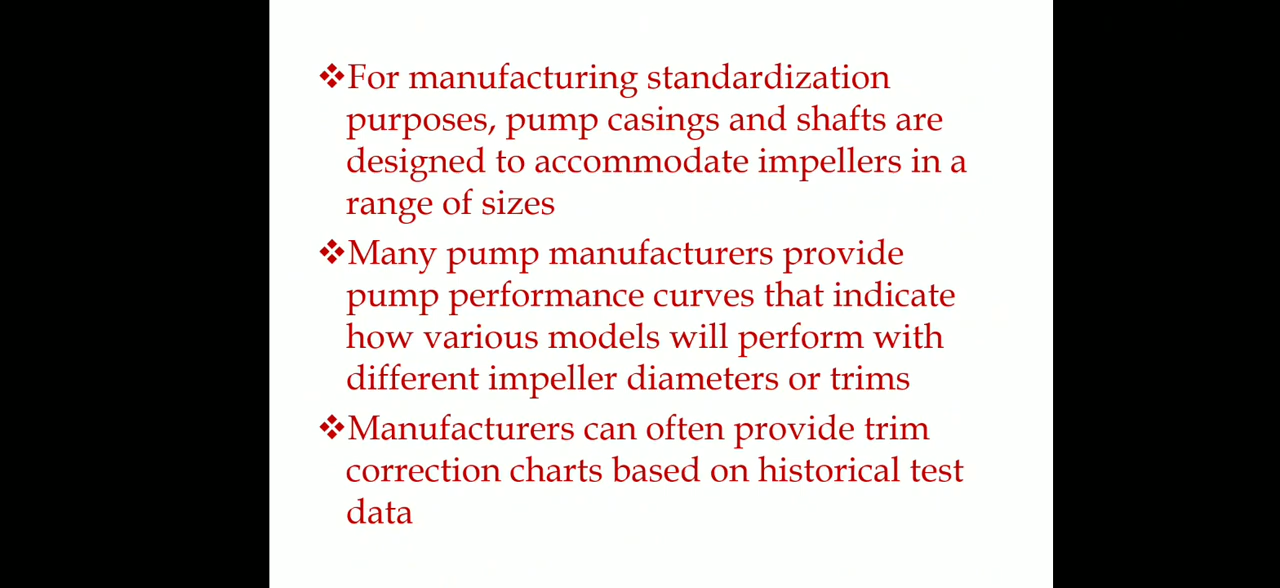 ❖For manufacturing standardization
purposes, pump casings and shafts are
designed to accommodate impellers in a
range of sizes
❖Many pump manufacturers provide
pump performance curves that indicate
how various models will perform with
different impeller diameters or trims
❖Manufacturers can often provide trim
correction charts based on historical test
data